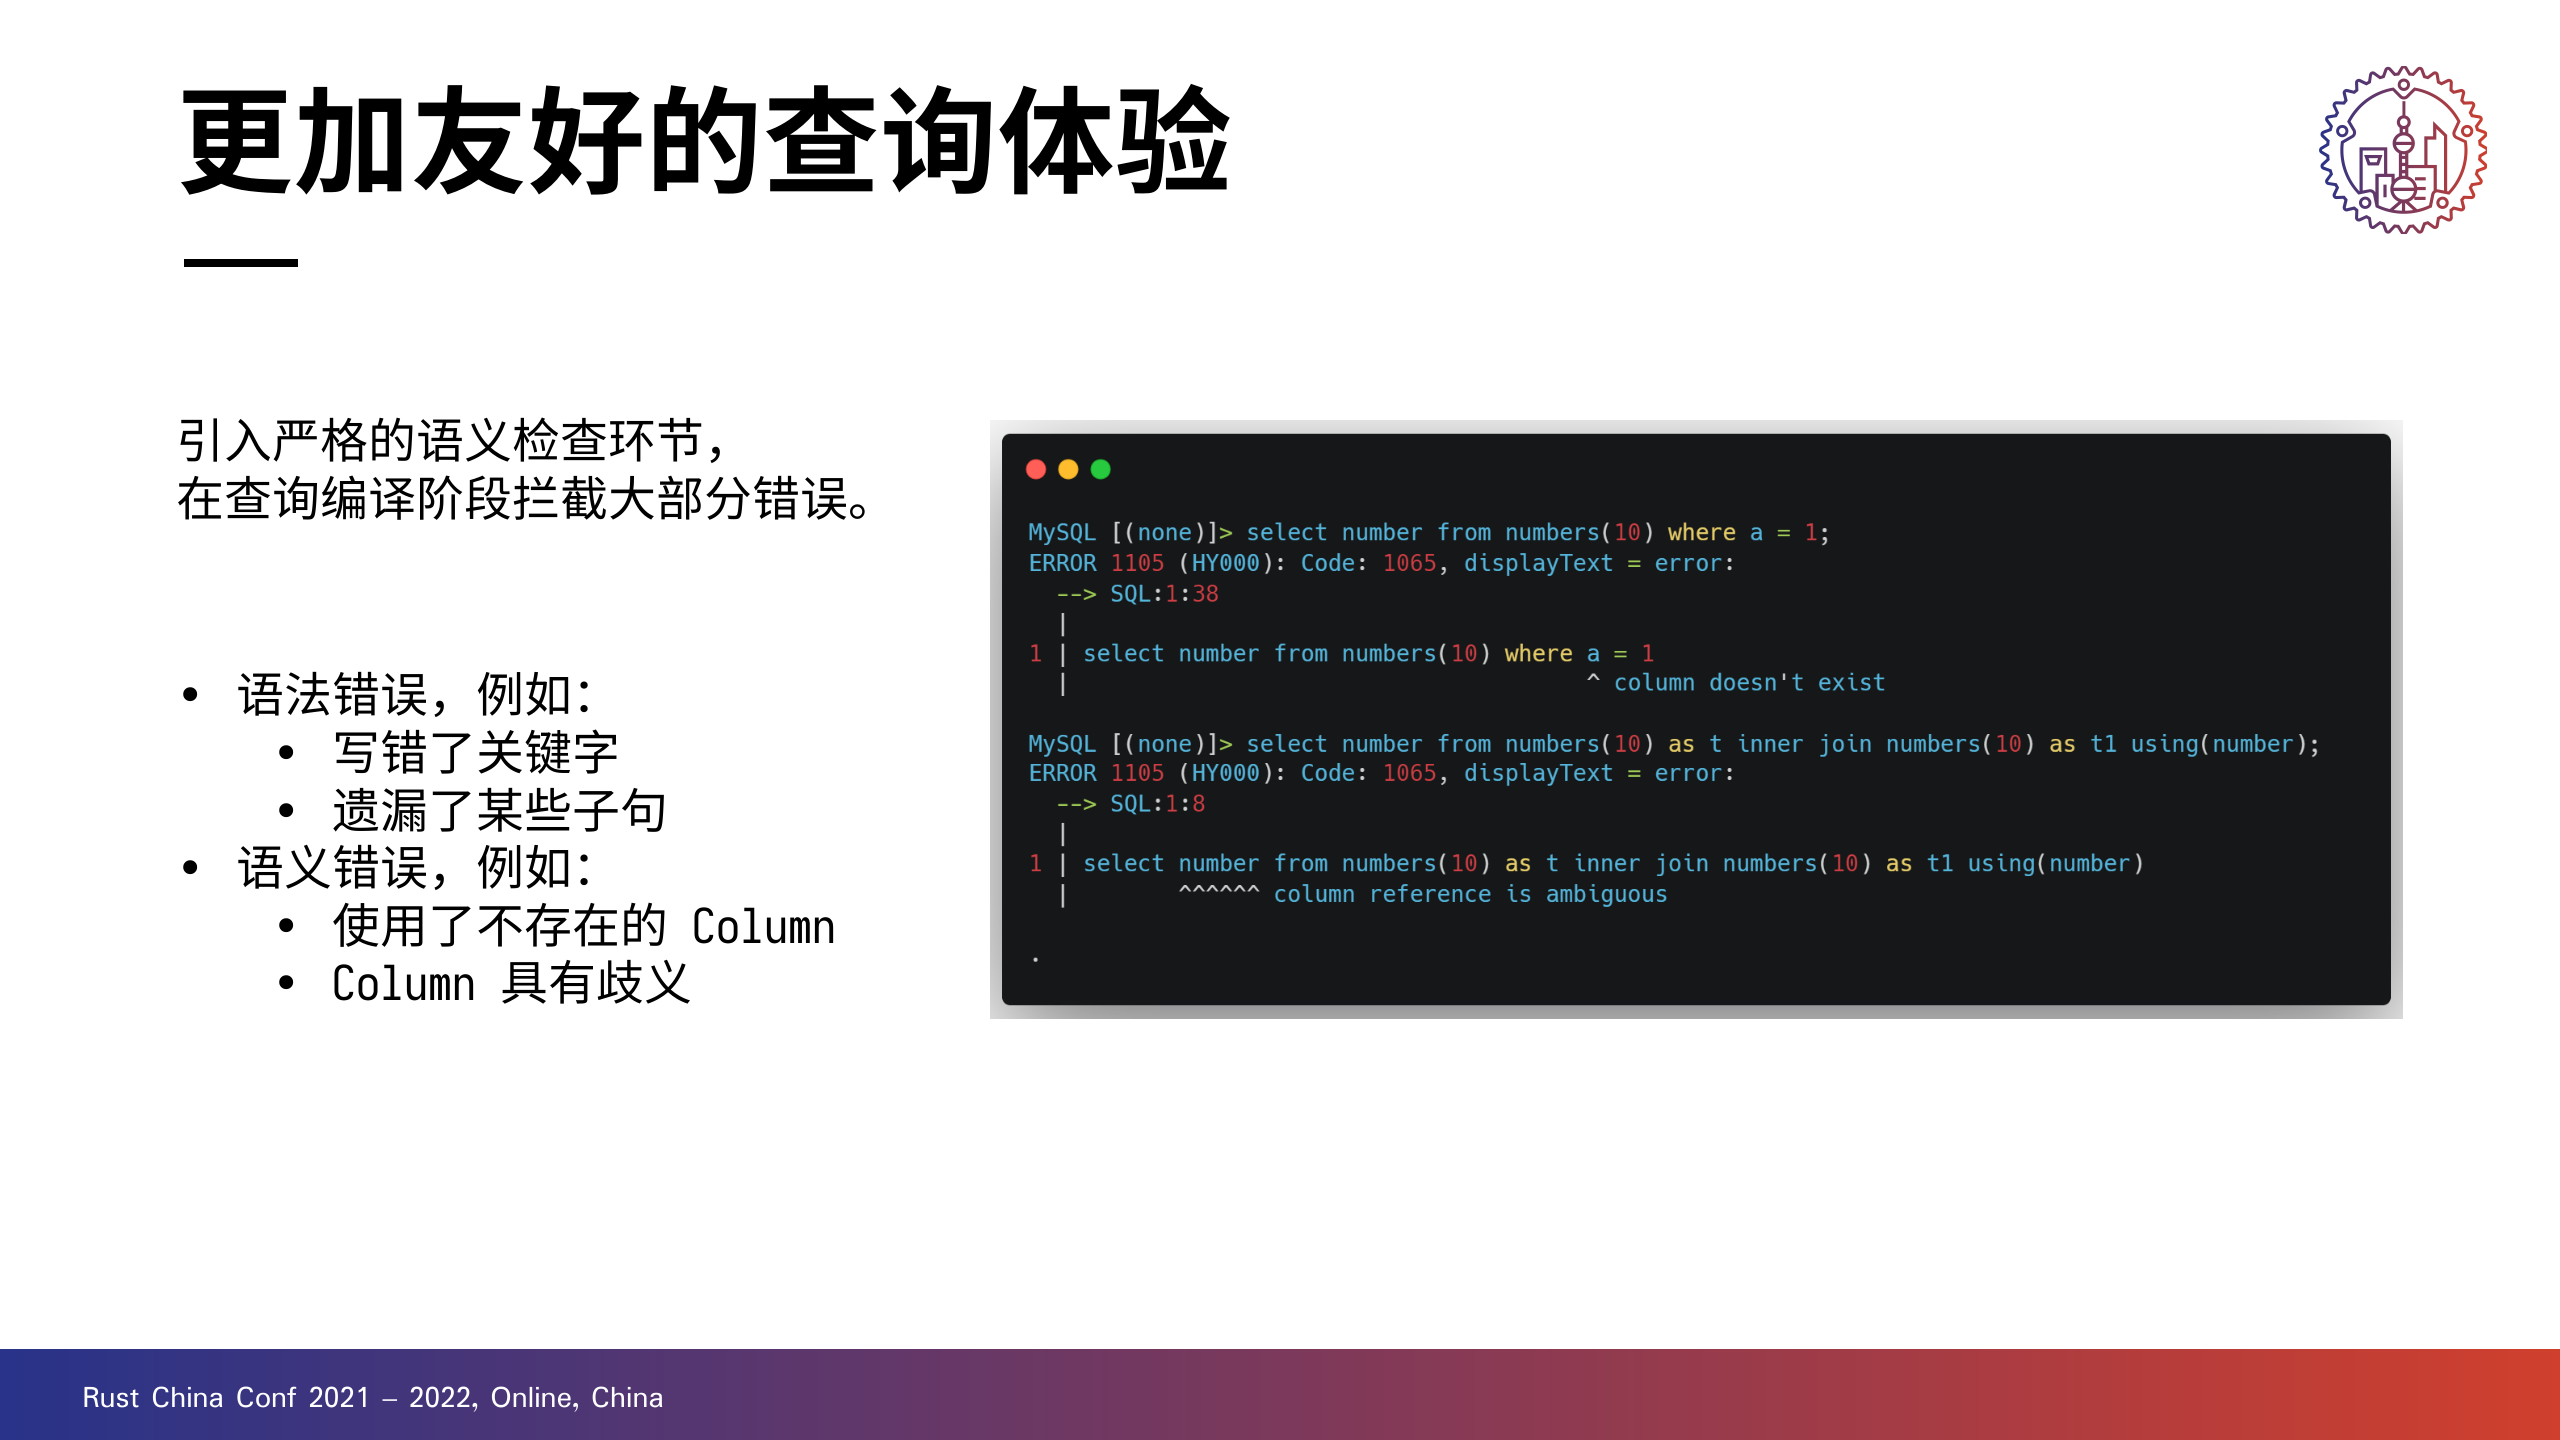 更加友好的查询体验
引入严格的语义检查环节，
在查询编译阶段拦截大部分错误。
• 语法错误，例如：
• 写错了关键字
• 遗漏了某些子句
• 语义错误，例如：
• 使用了不存在的 Column
• Column 具有歧义
MySQL [(none)]> select number from numbers(10) where a = 1;
ERROR 1105 (HY000): Code: 1065, displayText = error:
  --> SQL:1:38
  |
1 | select number from numbers(10) where a = 1
  |                                      ^ column doesn't exist
MySQL [(none)]> select number from numbers(10) as t inner join numbers(10) as t1 using(number);
ERROR 1105 (HY000): Code: 1065, displayText = error:
  --> SQL:1:8
  |
1 | select number from numbers(10) as t inner join numbers(10) as t1 using(number)
  |        ^^^^^^ column reference is ambiguous
.
Rust China Conf 2021 – 2022, Online, China